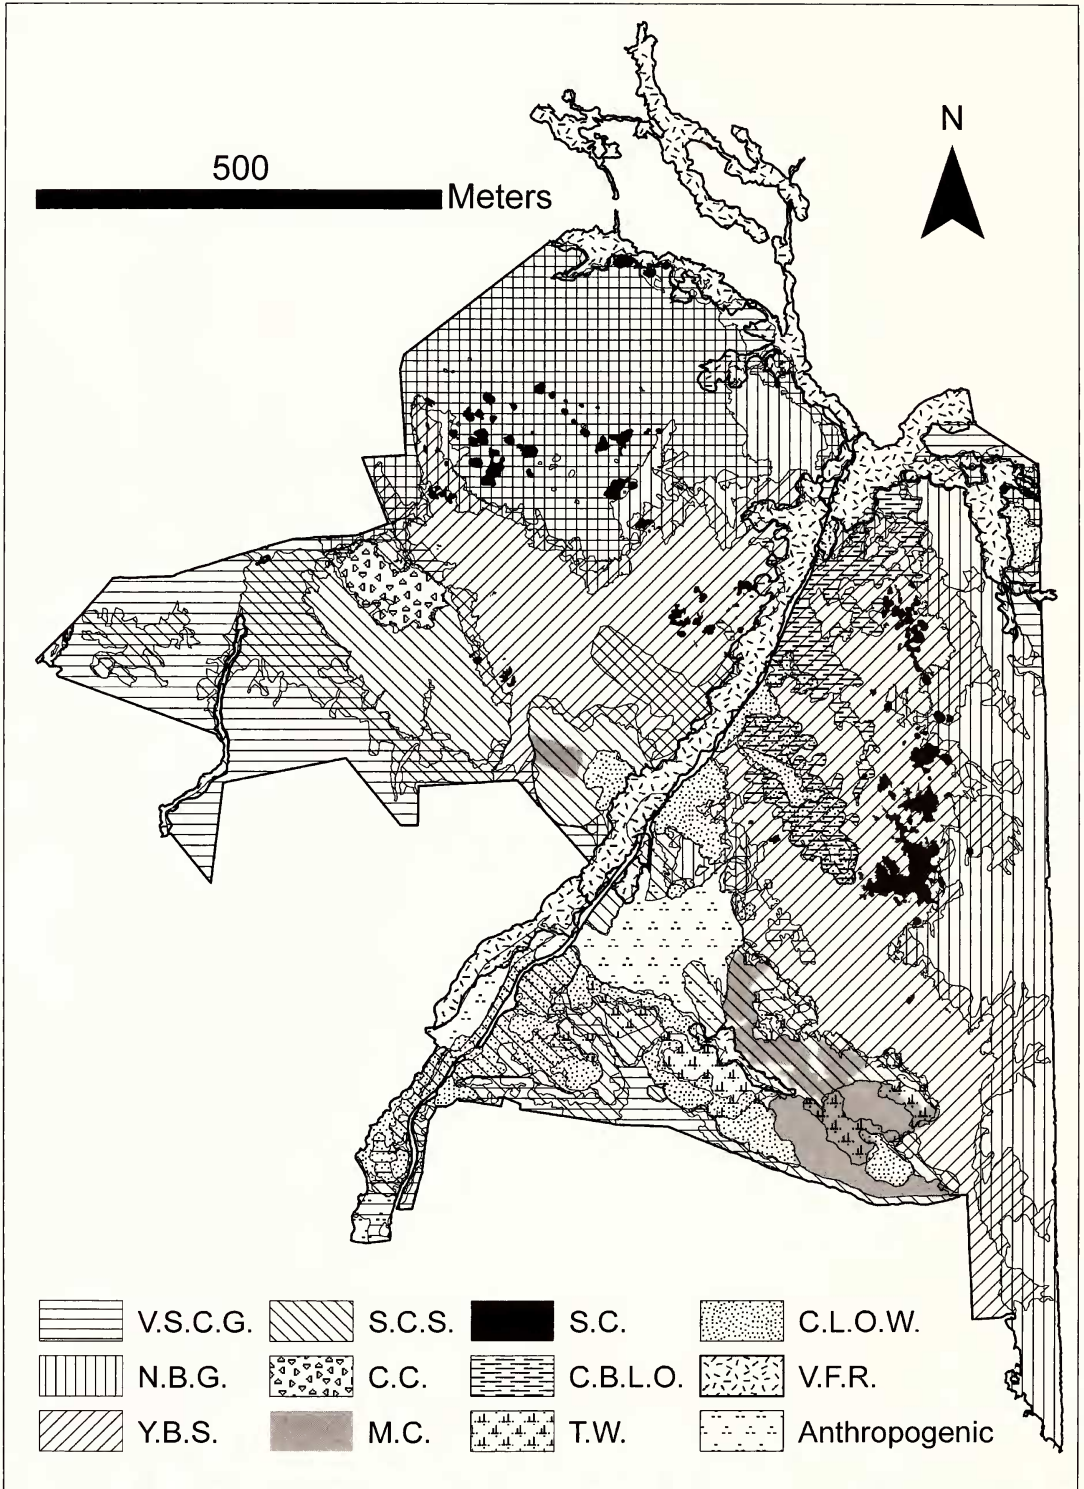 N
500
Meters
V.S.C.G. S.C.S. S.C. C.L.O.W.
N.B.G. C.C. C.B.L.O. V.F.R.
Y.B.S. M.C. T.W. Anthropogenic